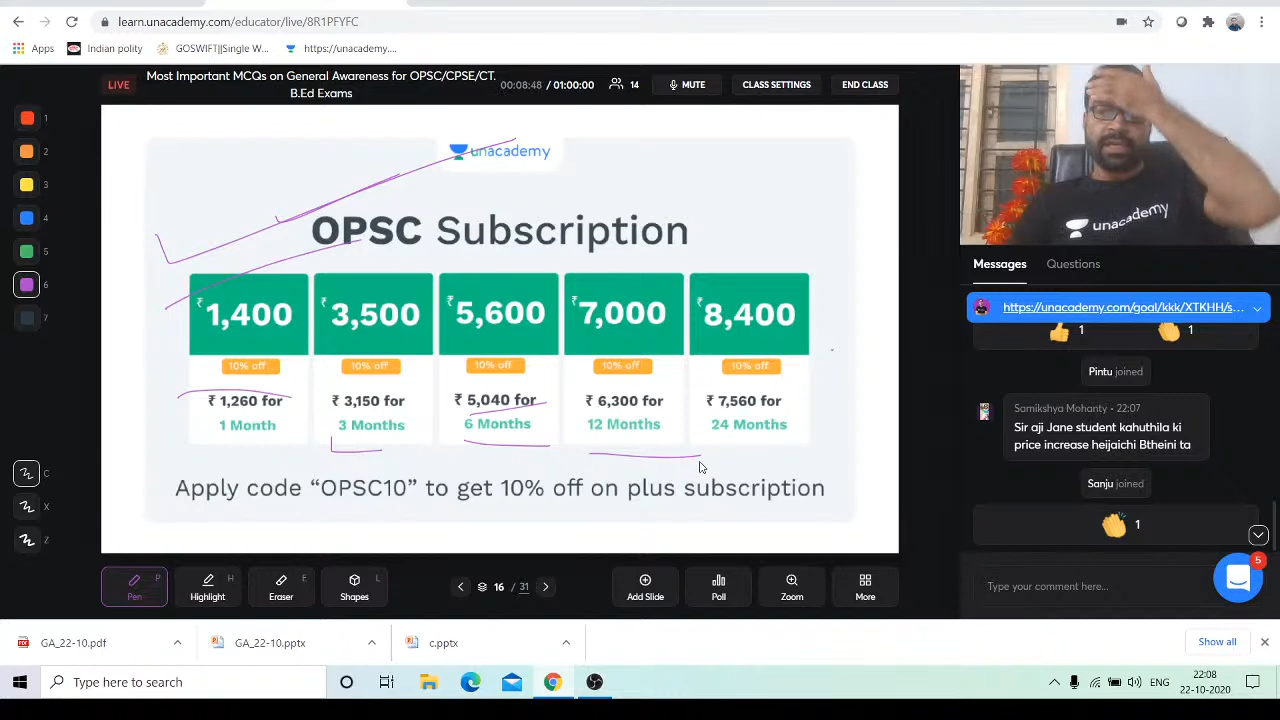 learn.unacademy.com/educator/live/8R1PFYFC
Apps Indian polity GOSWIFT||Single W... https://unacademy....
LIVE
Most Important MCQs on General Awareness for OPSC/CPSE/CT.
B.Ed Exams
00:08:48 / 01:00:00
14
MUTE
CLASS SETTINGS
END CLASS
1
2
3
4
5
6
7
C
X
Z
unacademy
OPSC Subscription
₹1,400 ₹3,500 ₹5,600 ₹7,000 ₹8,400
10% off 10% off 10% off 10% off 10% off
₹ 1,260 for ₹ 3,150 for ₹ 5,040 for ₹ 6,300 for ₹ 7,560 for
1 Month 3 Months 6 Months 12 Months 24 Months
Apply code “OPSC10” to get 10% off on plus subscription
unacademy
Messages Questions
https://unacademy.com/goal/kkk/XTKHH/s...
1 1
Pintu joined
Samikshya Mohanty • 22:07
Sir aji Jane student kahuthila ki
price increase heijaichi Btheini ta
Sanju joined
1
Type your comment here...
5
P H E L
Pen Highlight Eraser Shapes
16 / 31
Add Slide Poll Zoom More
GA_22-10.pdf GA_22-10.pptx c.pptx
Show all
Type here to search
ENG
22:08
22-10-2020